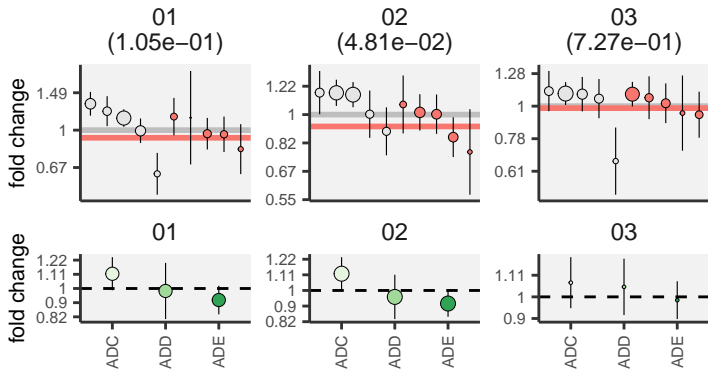 01
(1.05e−01)
02
(4.81e−02)
03
(7.27e−01)
fold change
1.49
1
0.67
1.22
1
0.82
0.67
0.55
1.28
1
0.78
0.61
01
02
03
fold change
1.22
1.11
1
0.9
0.82
1.22
1.11
1
0.9
0.82
1.11
1
0.9
ADC
ADD
ADE
ADC
ADD
ADE
ADC
ADD
ADE